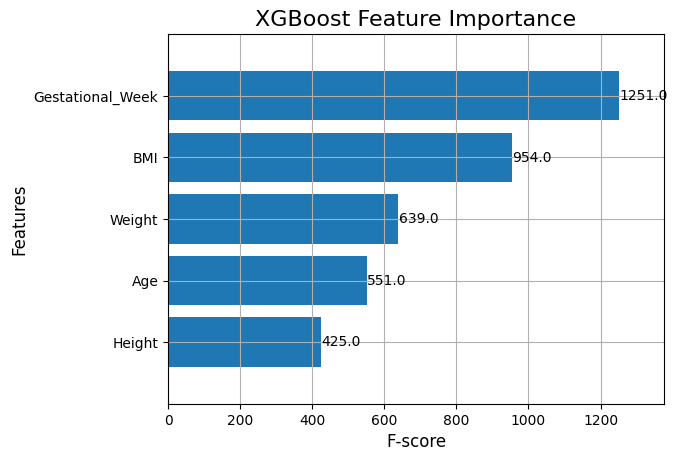 XGBoost Feature Importance
Features
Gestational_Week
1251.0
BMI
954.0
Weight
639.0
Age
551.0
Height
425.0
0 200 400 600 800 1000 1200
F-score